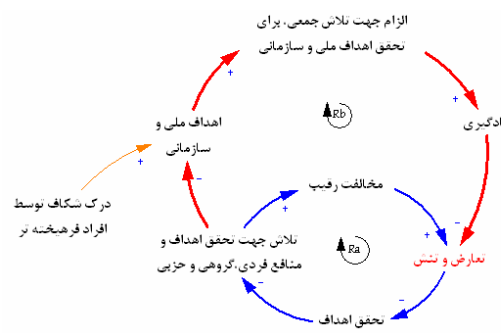 الزام جهت تلاش جمعی، برای
تحقق اهداف ملی و سازمانی
+
+
Rb
اهداف ملی و
سازمانی
ادگیری
+
مخالفت رقیب
درک شکاف توسط
افراد فرهیخته تر
-
+
+
-
تلاش جهت تحقق اهداف و
منافع فردی،گروهی و حزبی
Ra
تعارض و تنش
-
-
تحقق اهداف